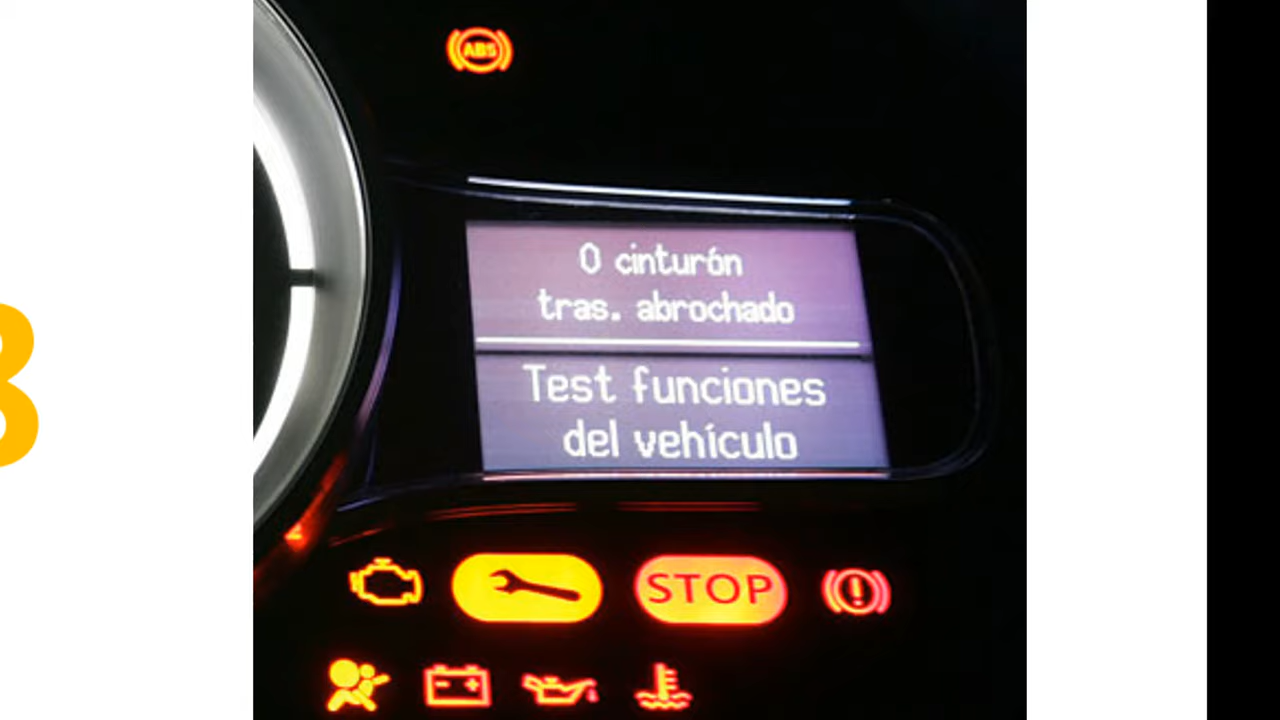 ABS
0 cinturón
tras. abrochado
Test funciones
del vehículo
STOP